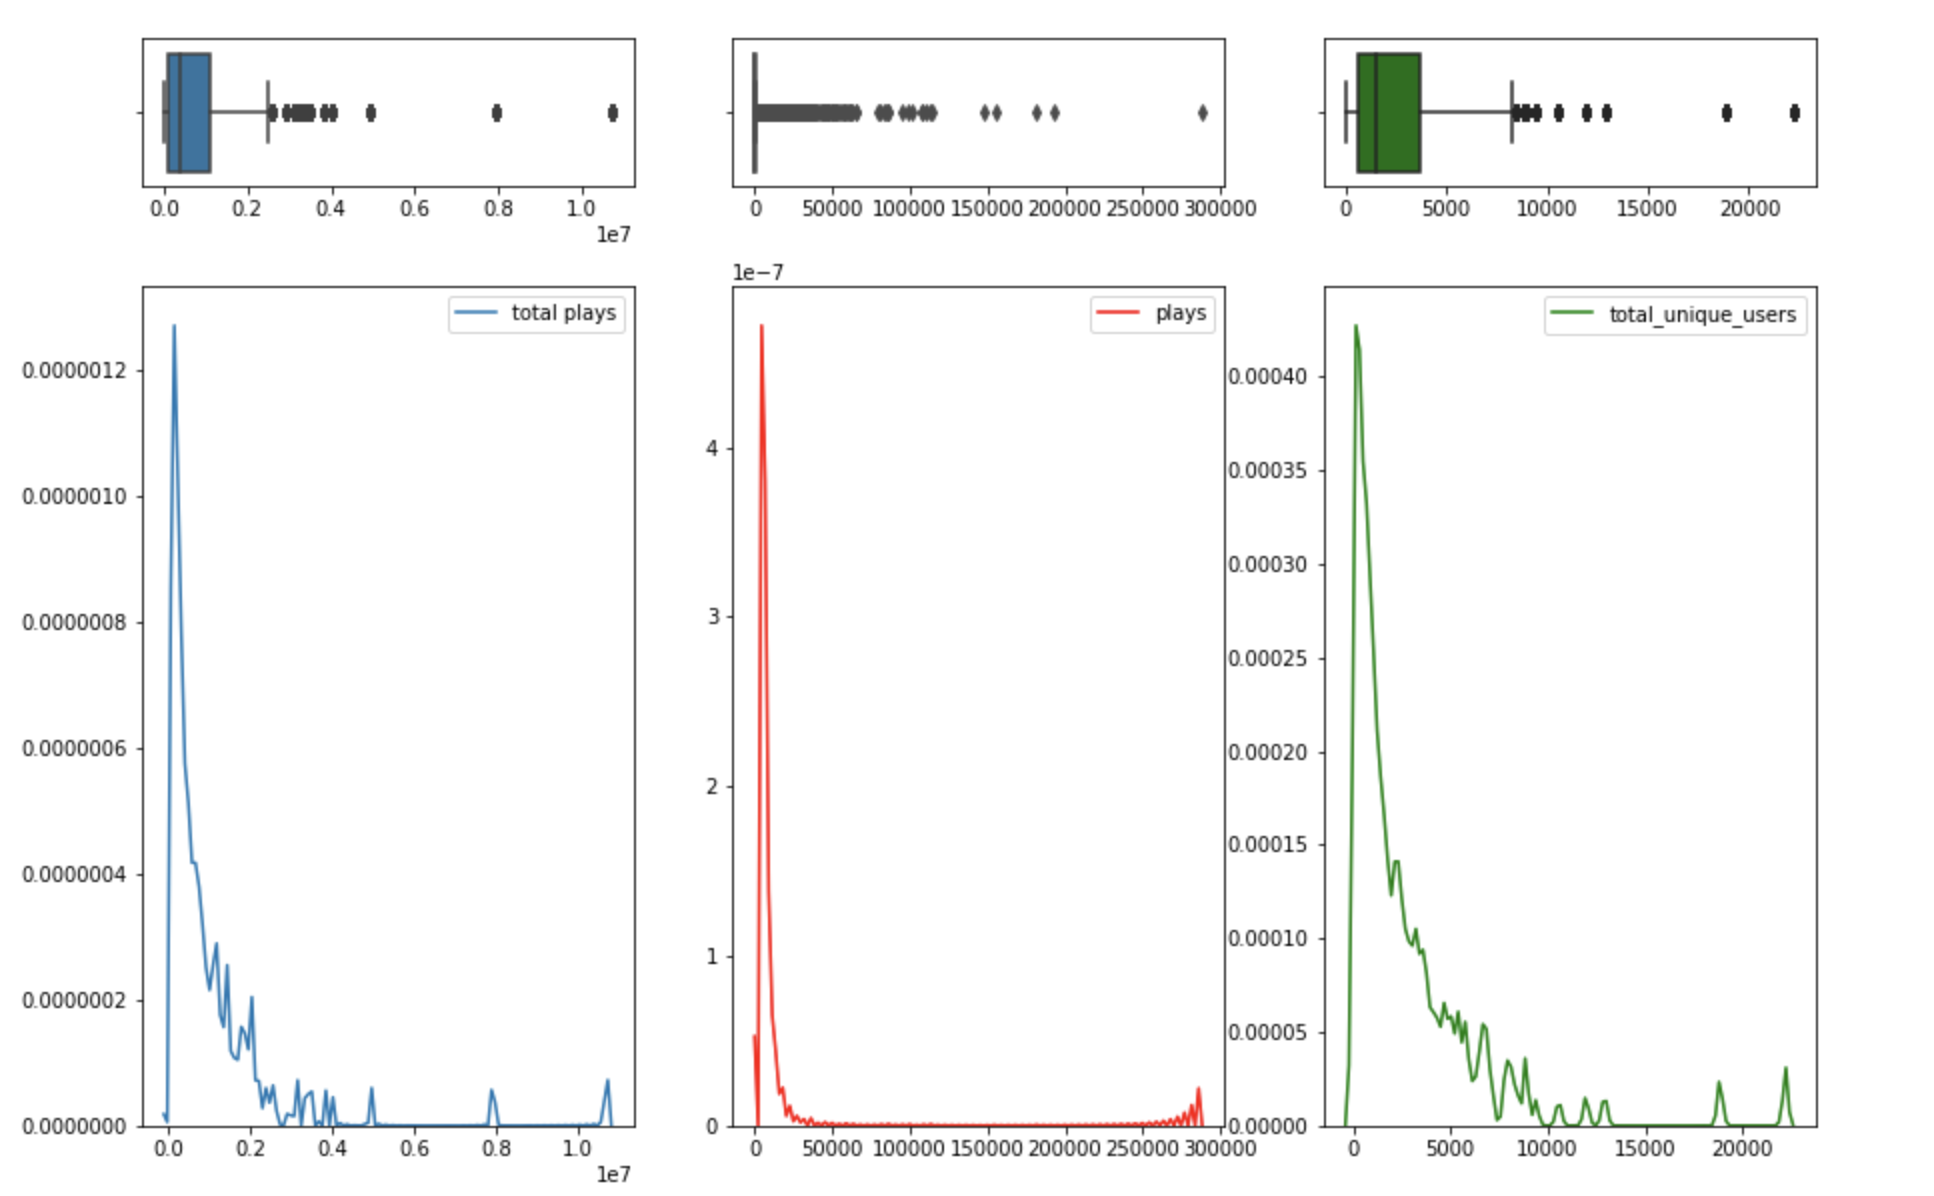 0.0 0.2 0.4 0.6 0.8 1.0
1e7
0 50000 100000 150000 200000 250000 300000
0 5000 10000 15000 20000
total plays
0.0000012
0.0000010
0.0000008
0.0000006
0.0000004
0.0000002
0.0000000
0.0 0.2 0.4 0.6 0.8 1.0
1e7
1e−7
plays
4
3
2
1
0
0 50000 100000 150000 200000 250000 300000
total_unique_users
0.00040
0.00035
0.00030
0.00025
0.00020
0.00015
0.00010
0.00005
0.00000
0 5000 10000 15000 20000